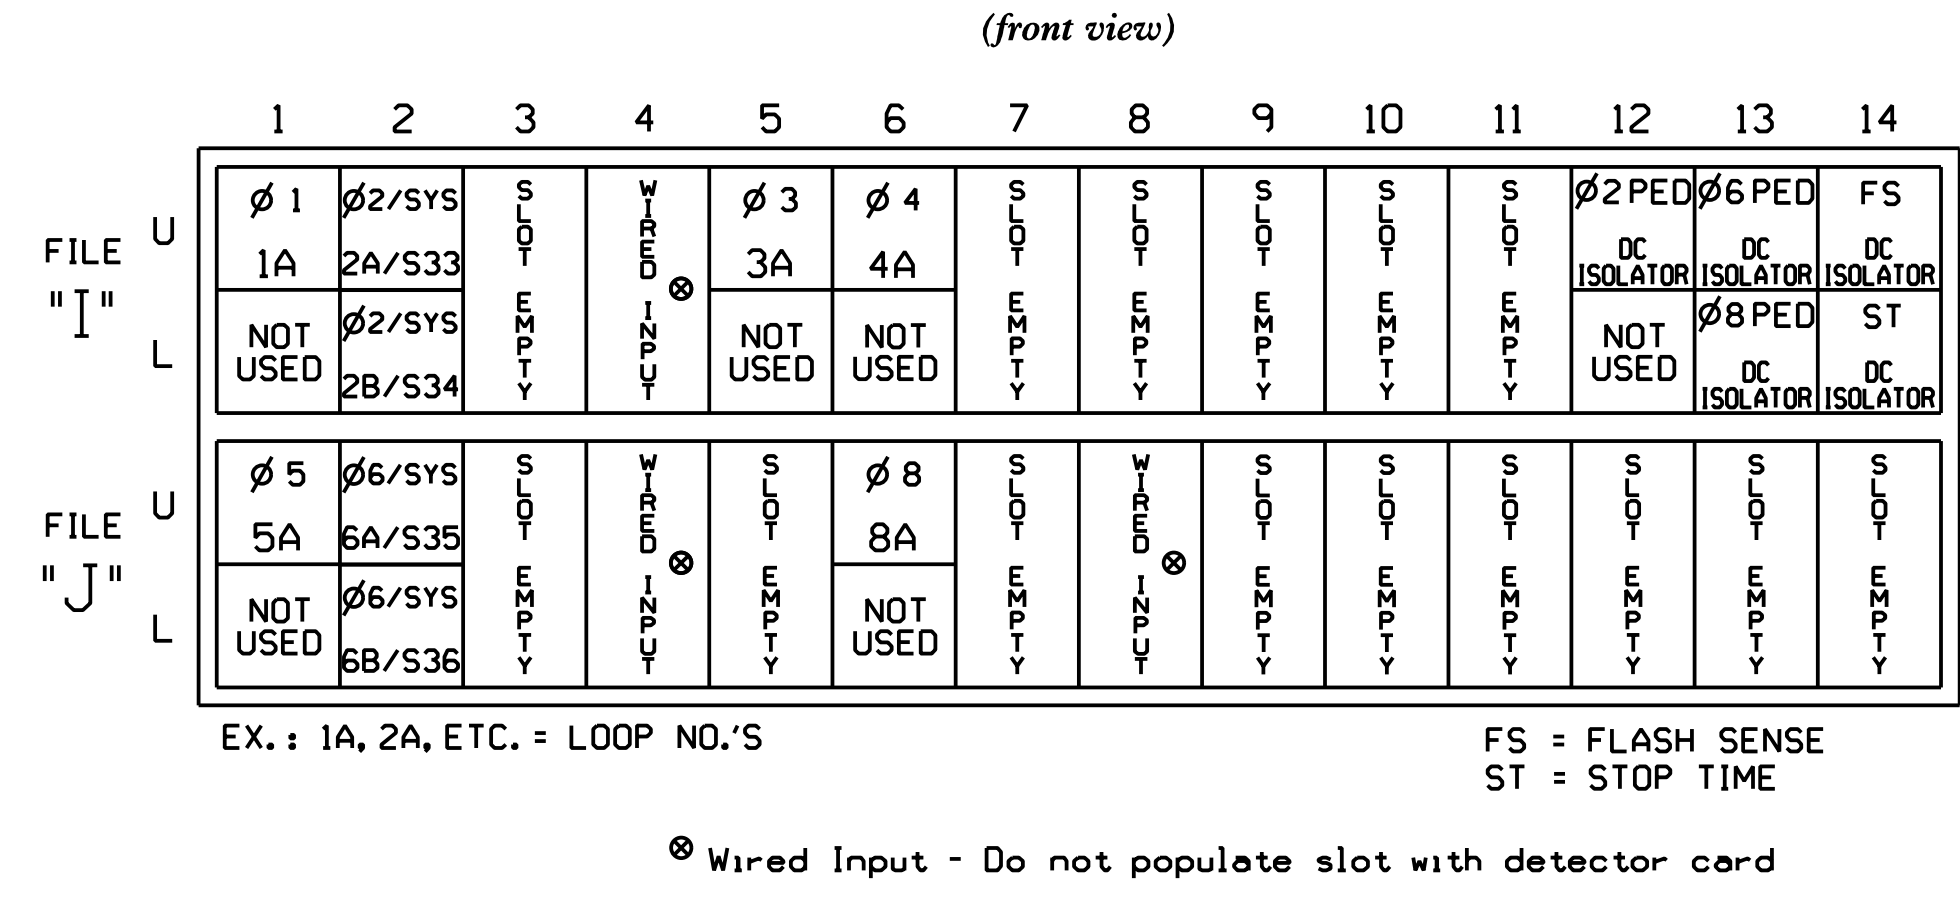 (front view)
1 2 3 4 5 6 7 8 9 10 11 12 13 14
FILE "I"
U
L
Ø 1
1A
NOT USED
Ø2/SYS
2A/S33
Ø2/SYS
2B/S34
SLOT EMPTY
WIRED INPUT ⊗
Ø 3
3A
NOT USED
Ø 4
4A
NOT USED
SLOT EMPTY
SLOT EMPTY
SLOT EMPTY
SLOT EMPTY
SLOT EMPTY
Ø2 PED
DC
ISOLATOR
NOT USED
Ø6 PED
DC
ISOLATOR
Ø8 PED
DC
ISOLATOR
FS
DC
ISOLATOR
ST
DC
ISOLATOR
FILE "J"
U
L
Ø 5
5A
NOT USED
Ø6/SYS
6A/S35
Ø6/SYS
6B/S36
SLOT EMPTY
WIRED INPUT ⊗
SLOT EMPTY
Ø 8
8A
NOT USED
SLOT EMPTY
WIRED INPUT ⊗
SLOT EMPTY
SLOT EMPTY
SLOT EMPTY
SLOT EMPTY
SLOT EMPTY
SLOT EMPTY
EX.: 1A, 2A, ETC. = LOOP NO.'S
FS = FLASH SENSE
ST = STOP TIME
⊗ Wired Input - Do not populate slot with detector card